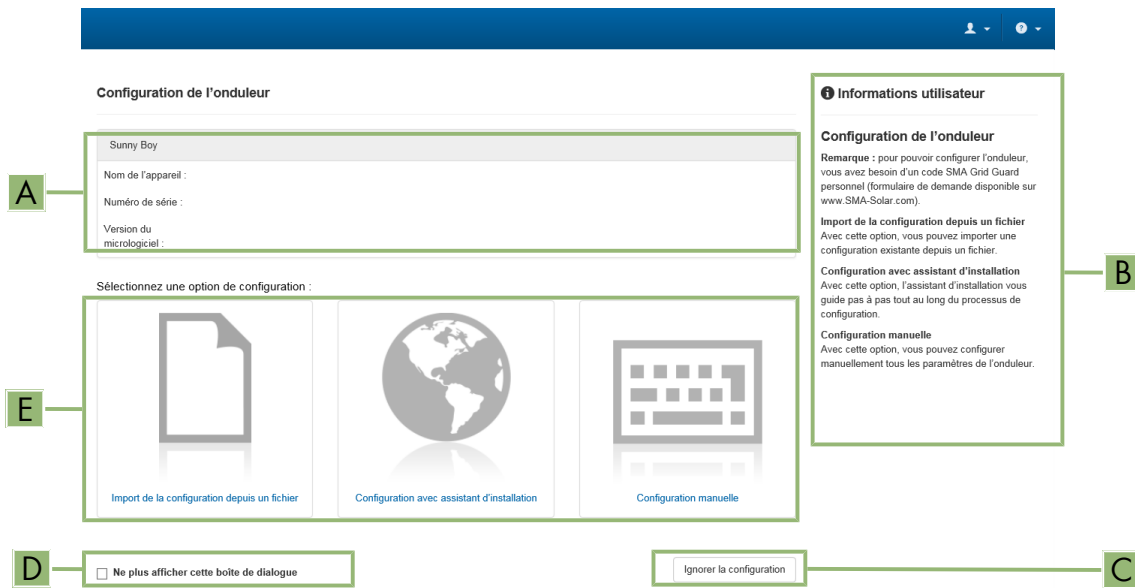 Configuration de l'onduleur
Sunny Boy
Nom de l'appareil :
Numéro de série :
Version du
micrologiciel :
A
Sélectionnez une option de configuration :
Import de la configuration depuis un fichier
Configuration avec assistant d'installation
Configuration manuelle
E
Informations utilisateur
Configuration de l'onduleur
Remarque : pour pouvoir configurer l'onduleur,
vous avez besoin d'un code SMA Grid Guard
personnel (formulaire de demande disponible sur
www.SMA-Solar.com).
Import de la configuration depuis un fichier
Avec cette option, vous pouvez importer une
configuration existante depuis un fichier.
Configuration avec assistant d'installation
Avec cette option, l'assistant d'installation vous
guide pas à pas tout au long du processus de
configuration.
Configuration manuelle
Avec cette option, vous pouvez configurer
manuellement tous les paramètres de l'onduleur.
B
D
Ne plus afficher cette boîte de dialogue
Ignorer la configuration
C